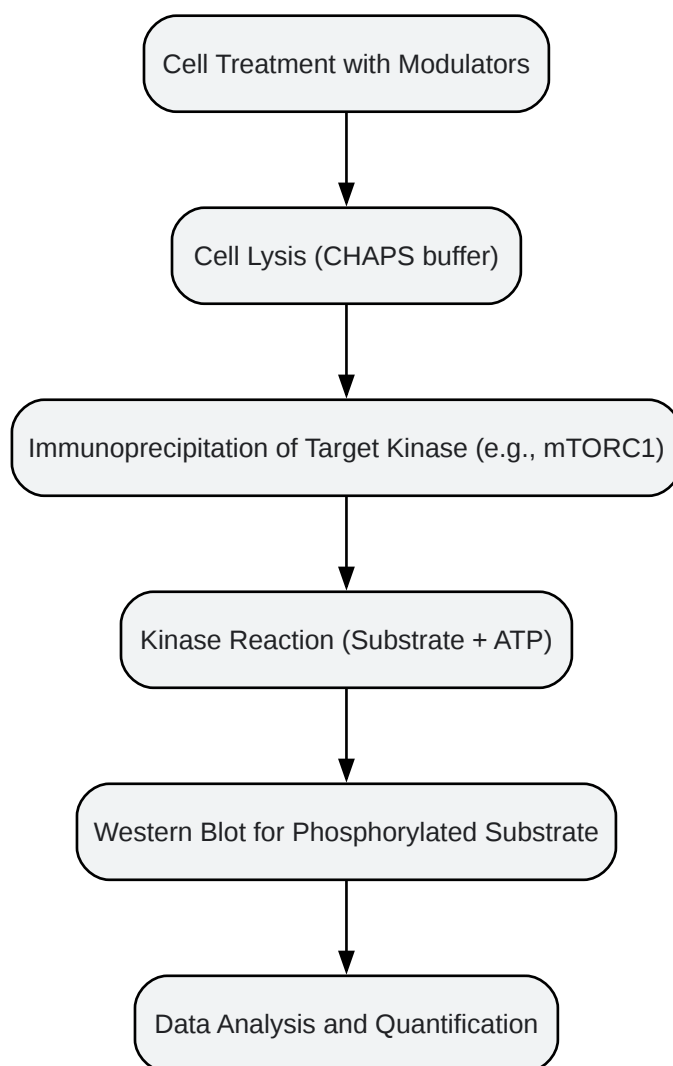 Cell Treatment with Modulators
Cell Lysis (CHAPS buffer)
Immunoprecipitation of Target Kinase (e.g., mTORC1)
Kinase Reaction (Substrate + ATP)
Western Blot for Phosphorylated Substrate
Data Analysis and Quantification